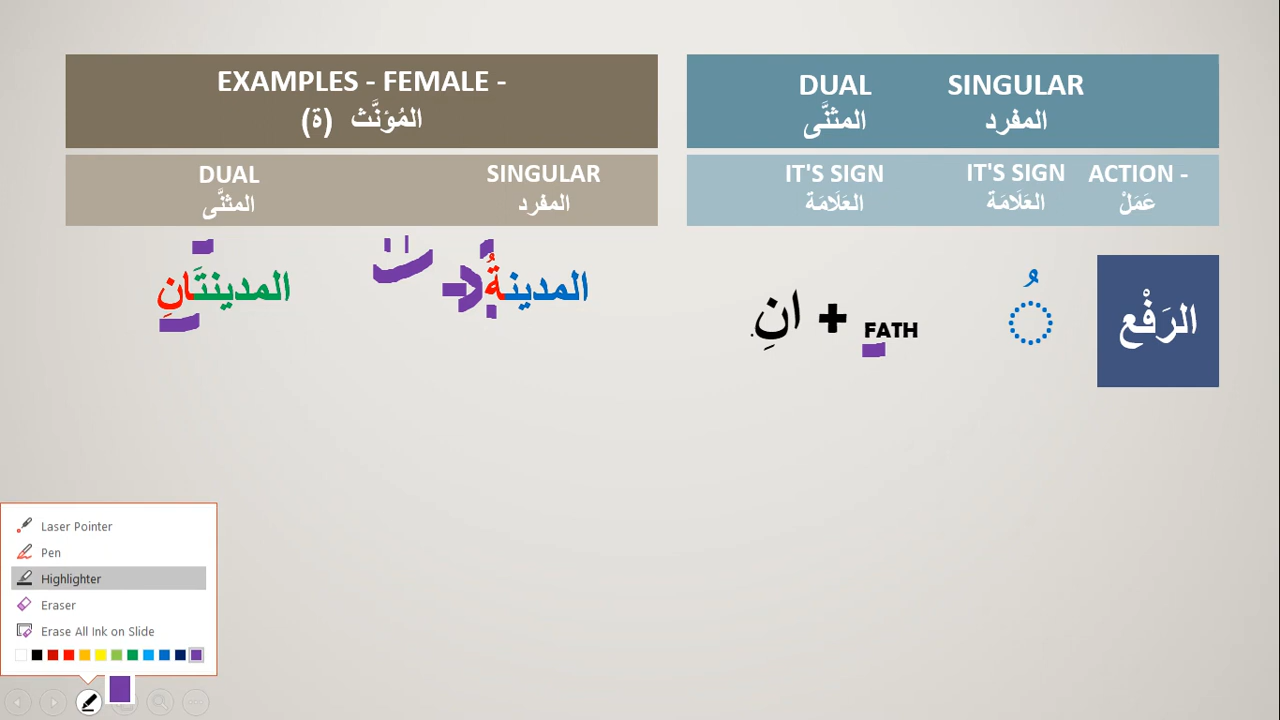 EXAMPLES - FEMALE -
المُؤنَّث (ة)
DUAL SINGULAR
المثنَّى المفرد
DUAL
المثنَّى
SINGULAR
المفرد
IT'S SIGN IT'S SIGN ACTION -
العَلَامَة العَلَامَة عَمَلْ
المدينتَانِ
ت
المدينةُ
انِ + FATH
ُ
الرَفْع
Laser Pointer
Pen
Highlighter
Eraser
Erase All Ink on Slide